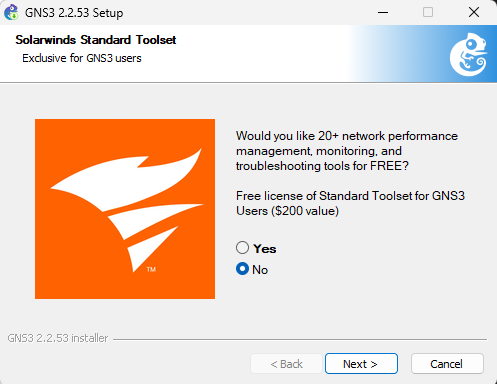 GNS3 2.2.53 Setup
Solarwinds Standard Toolset
Exclusive for GNS3 users
Would you like 20+ network performance
management, monitoring, and
troubleshooting tools for FREE?
Free license of Standard Toolset for GNS3
Users ($200 value)
Yes
No
TM
GNS3 2.2.53 installer
< Back
Next >
Cancel